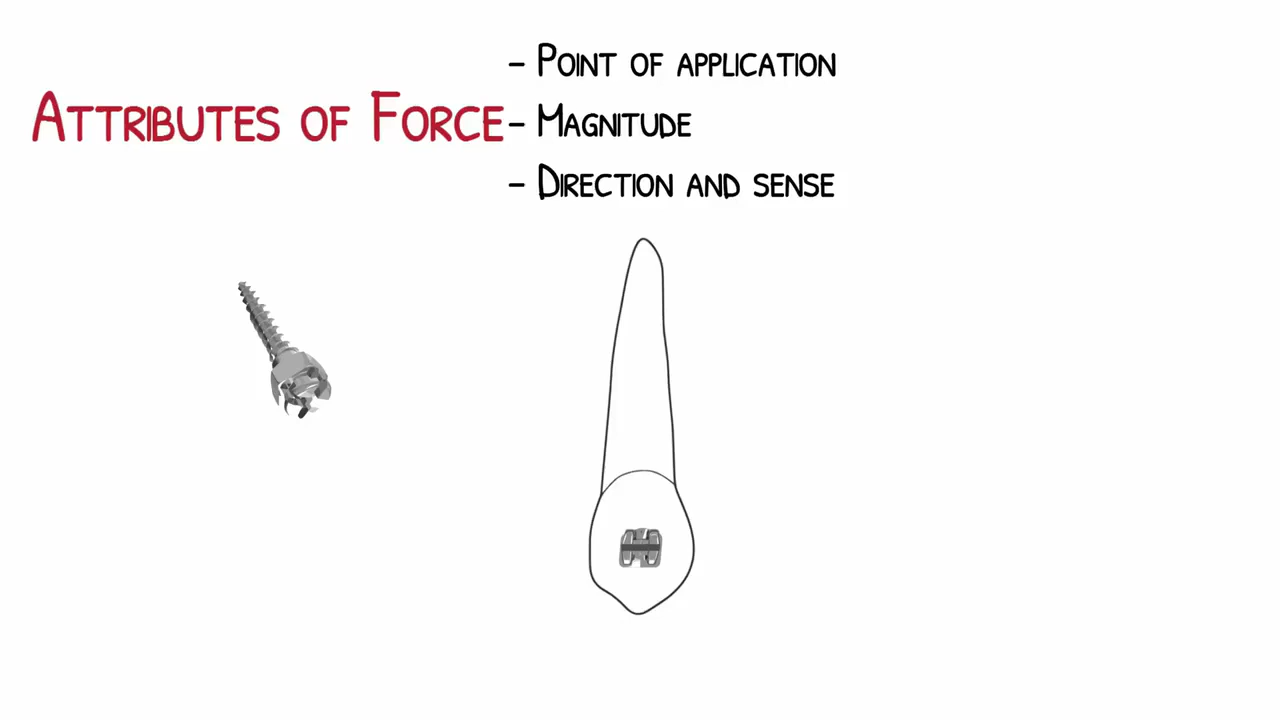 - Point of application
Attributes of Force
- Magnitude
- Direction and sense